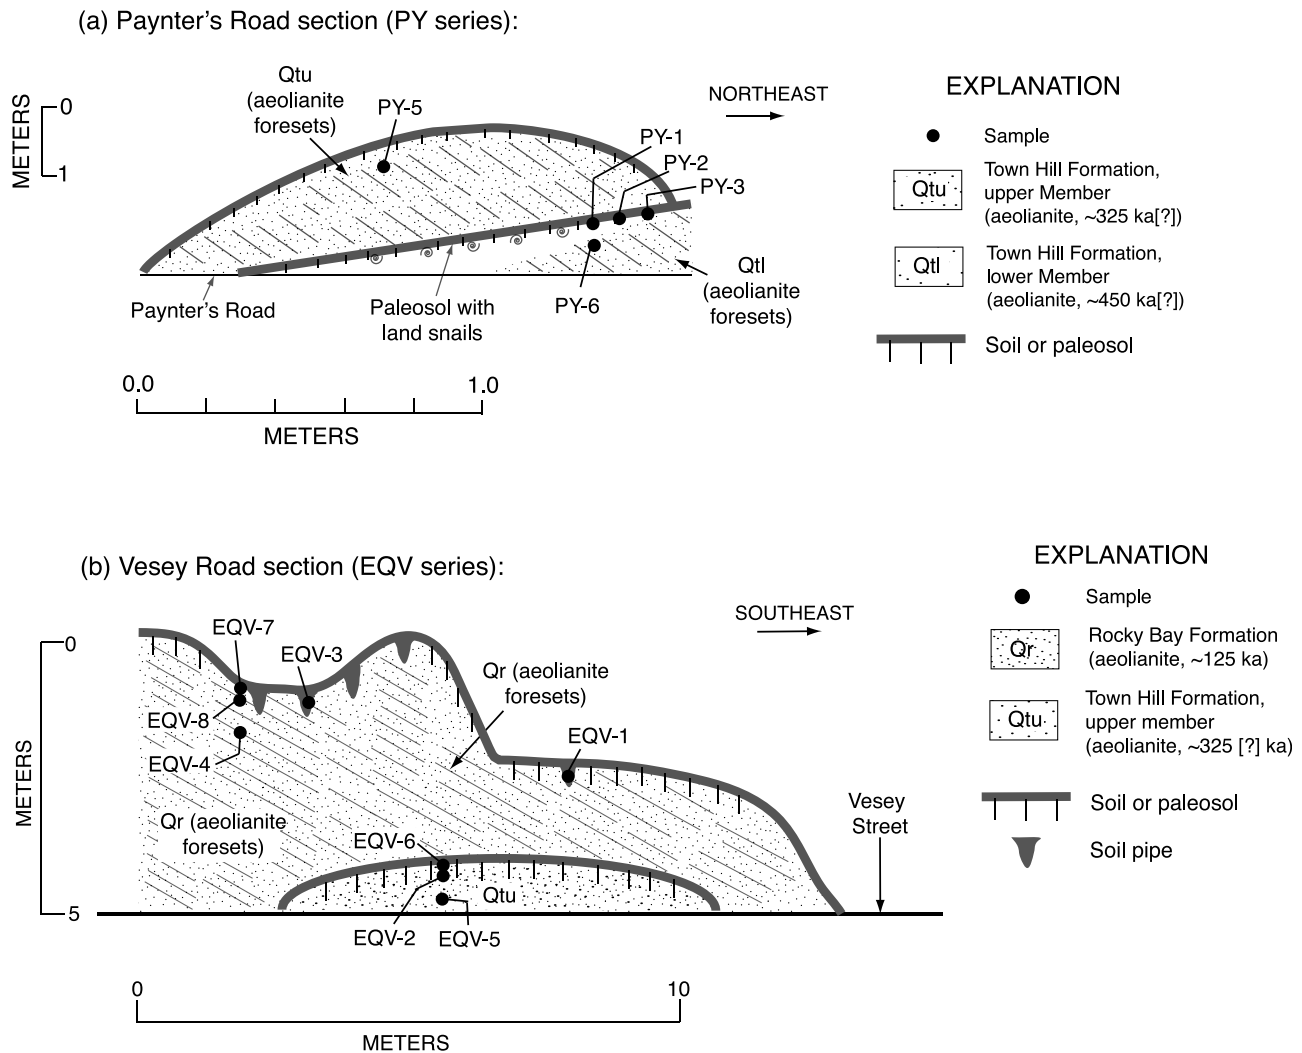 (a) Paynter's Road section (PY series):
METERS
0
1
Qtu
(aeolianite
foresets)
PY-5
NORTHEAST
PY-1
PY-2
PY-3
Paynter's Road
Paleosol with
land snails
PY-6
Qtl
(aeolianite
foresets)
0.0
1.0
METERS
EXPLANATION
Sample
Qtu
Town Hill Formation,
upper Member
(aeolianite, ~325 ka[?])
Qtl
Town Hill Formation,
lower Member
(aeolianite, ~450 ka[?])
Soil or paleosol
(b) Vesey Road section (EQV series):
METERS
0
5
EQV-7
EQV-3
EQV-8
EQV-4
SOUTHEAST
Qr (aeolianite
foresets)
EQV-1
Qr (aeolianite
foresets)
EQV-6
Qtu
EQV-2
EQV-5
Vesey
Street
0
10
METERS
EXPLANATION
Sample
Qr
Rocky Bay Formation
(aeolianite, ~125 ka)
Qtu
Town Hill Formation,
upper member
(aeolianite, ~325 [?] ka)
Soil or paleosol
Soil pipe